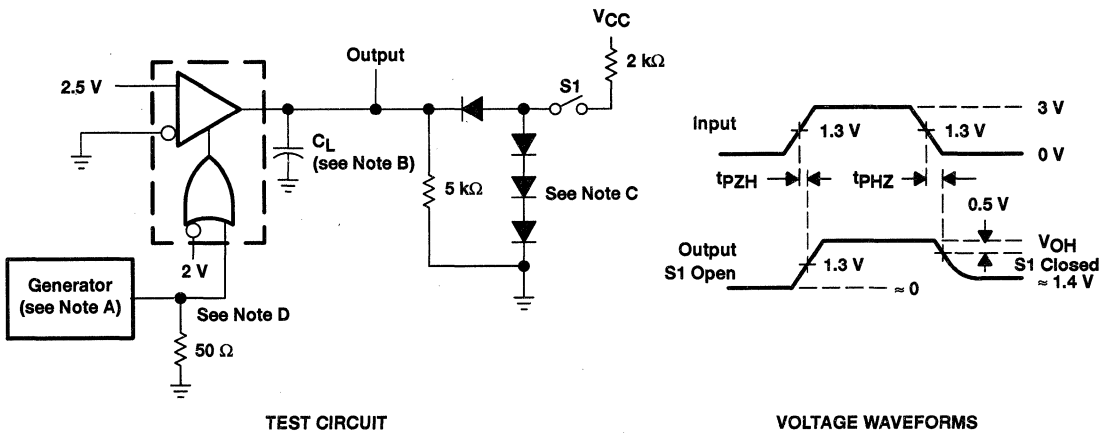 VCC
Output
2 kΩ
2.5 V
S1
CL
(see Note B)
5 kΩ
See Note C
2 V
Generator
(see Note A)
See Note D
50 Ω
TEST CIRCUIT
3 V
Input
1.3 V
1.3 V
0 V
tPZH
tPHZ
0.5 V
Output
S1 Open
1.3 V
VOH
S1 Closed
≈ 1.4 V
≈ 0
VOLTAGE WAVEFORMS